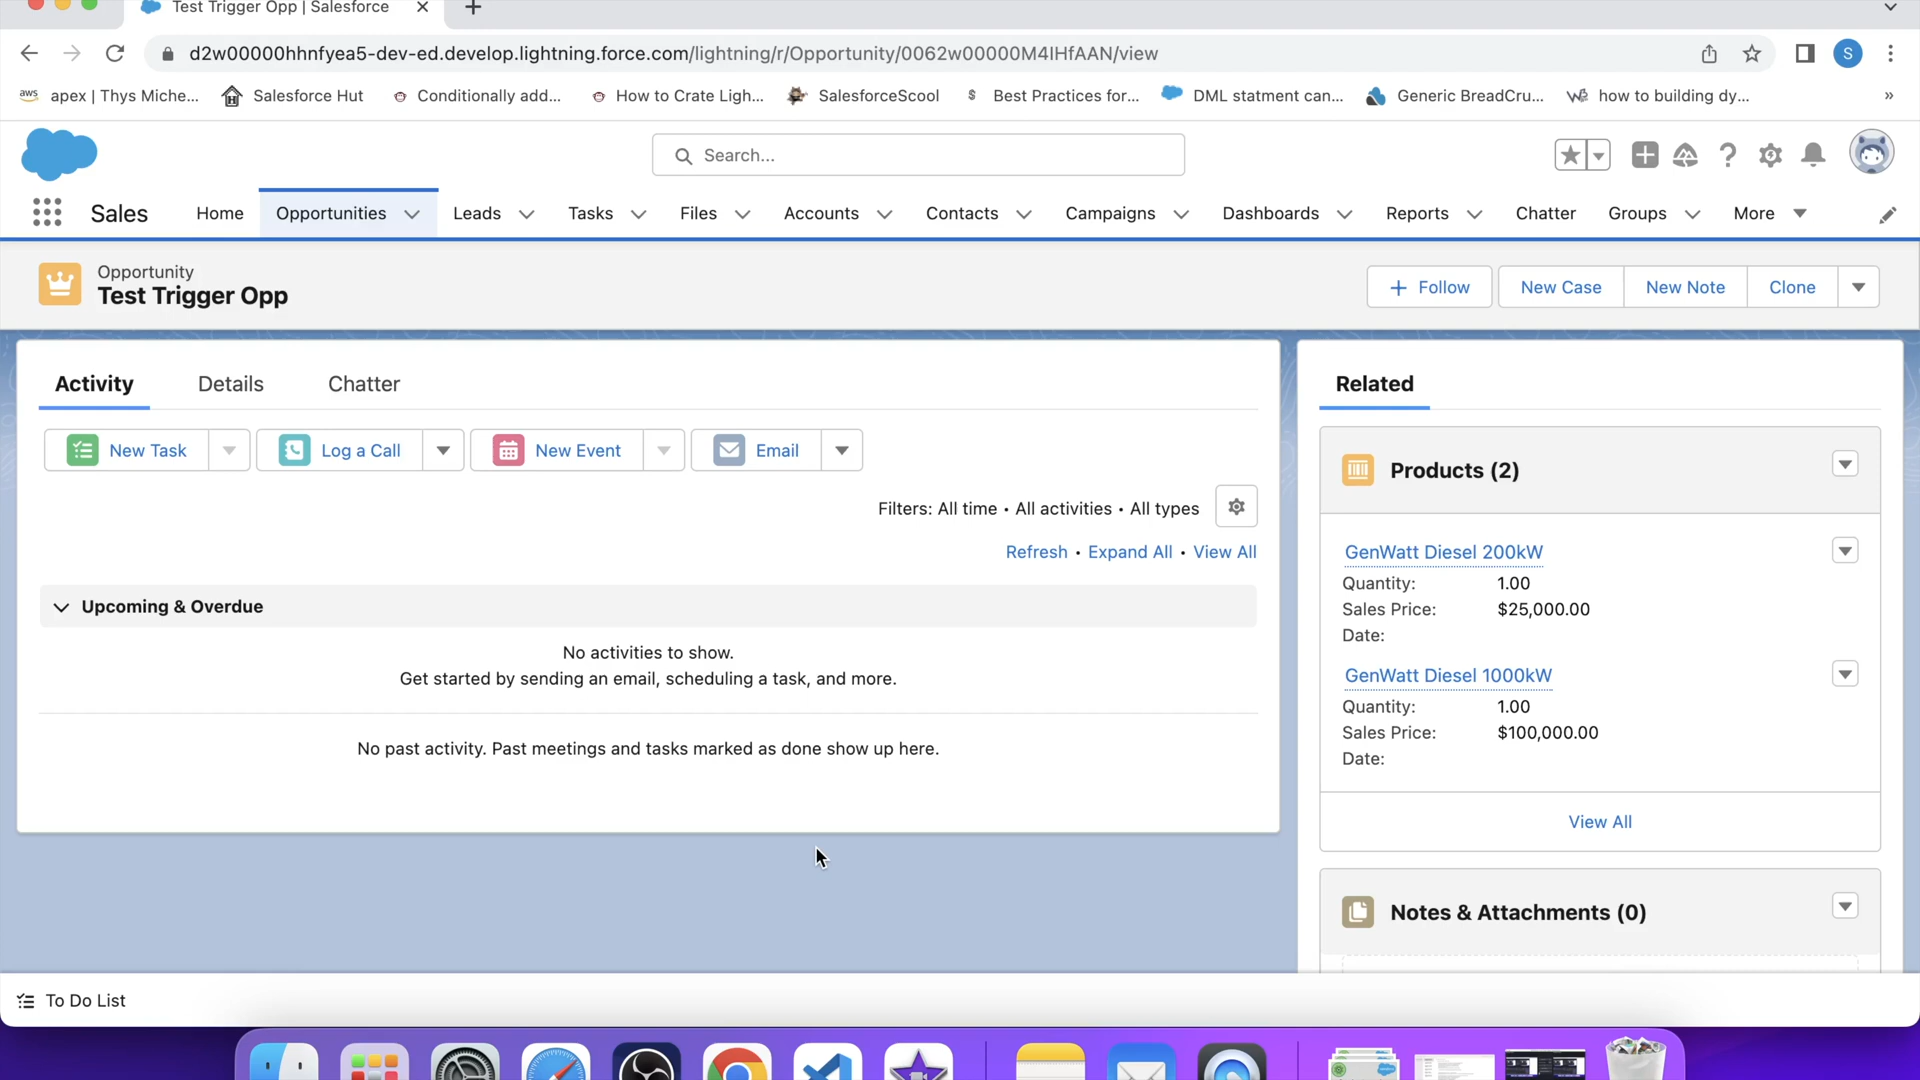 Test Trigger Opp | Salesforce
d2w00000hhnfyea5-dev-ed.develop.lightning.force.com/lightning/r/Opportunity/0062w00000M4IHfAAN/view
S
aws apex | Thys Miche... Salesforce Hut Conditionally add... How to Crate Ligh... SalesforceScool Best Practices for... DML statment can... Generic BreadCru... how to building dy... »
Search...
Sales Home Opportunities Leads Tasks Files Accounts Contacts Campaigns Dashboards Reports Chatter Groups More
Opportunity
Test Trigger Opp
+ Follow New Case New Note Clone
Activity Details Chatter
New Task Log a Call New Event Email
Filters: All time • All activities • All types
Refresh • Expand All • View All
Upcoming & Overdue
No activities to show.
Get started by sending an email, scheduling a task, and more.
No past activity. Past meetings and tasks marked as done show up here.
Related
Products (2)
GenWatt Diesel 200kW
Quantity: 1.00
Sales Price: $25,000.00
Date:
GenWatt Diesel 1000kW
Quantity: 1.00
Sales Price: $100,000.00
Date:
View All
Notes & Attachments (0)
To Do List